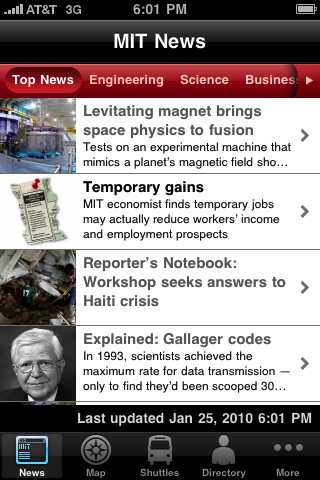 AT&T 3G 6:01 PM
MIT News
Top News Engineering Science Busines
Levitating magnet brings
space physics to fusion
Tests on an experimental machine that
mimics a planet's magnetic field sho…
Temporary gains
MIT economist finds temporary jobs
may actually reduce workers' income
and employment prospects
Reporter's Notebook:
Workshop seeks answers to
Haiti crisis
Explained: Gallager codes
In 1993, scientists achieved the
maximum rate for data transmission —
only to find they'd been scooped 30…
Last updated Jan 25, 2010 6:01 PM
News Map Shuttles Directory More